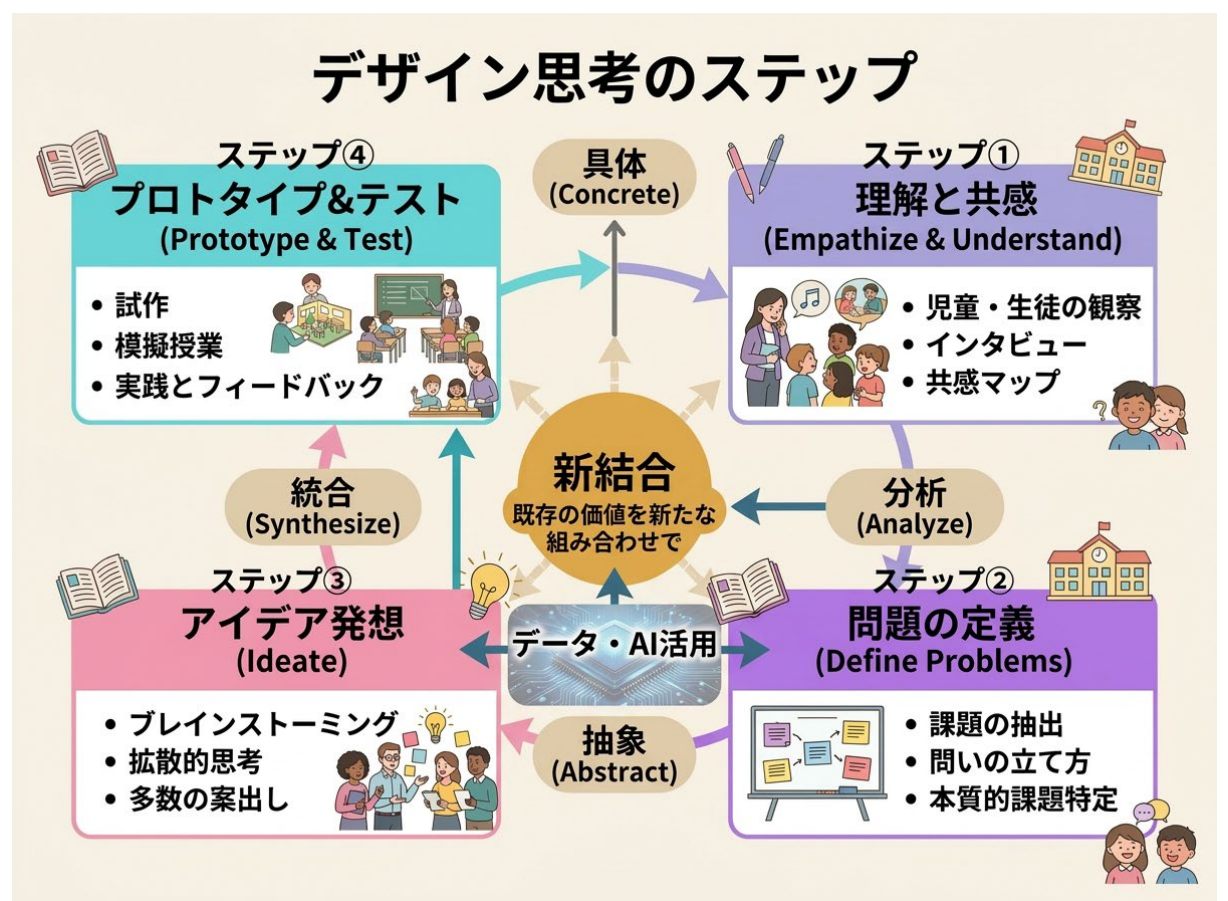 デザイン思考のステップ
ステップ④
プロトタイプ&テスト
(Prototype & Test)
• 試作
• 模擬授業
• 実践とフィードバック
具体
(Concrete)
ステップ①
理解と共感
(Empathize & Understand)
• 児童・生徒の観察
• インタビュー
• 共感マップ
?
統合
(Synthesize)
新結合
既存の価値を新たな
組み合わせで
分析
(Analyze)
ステップ③
アイデア発想
(Ideate)
• ブレインストーミング
• 拡散的思考
• 多数の案出し
データ・AI活用
抽象
(Abstract)
ステップ②
問題の定義
(Define Problems)
• 課題の抽出
• 問いの立て方
• 本質的課題特定